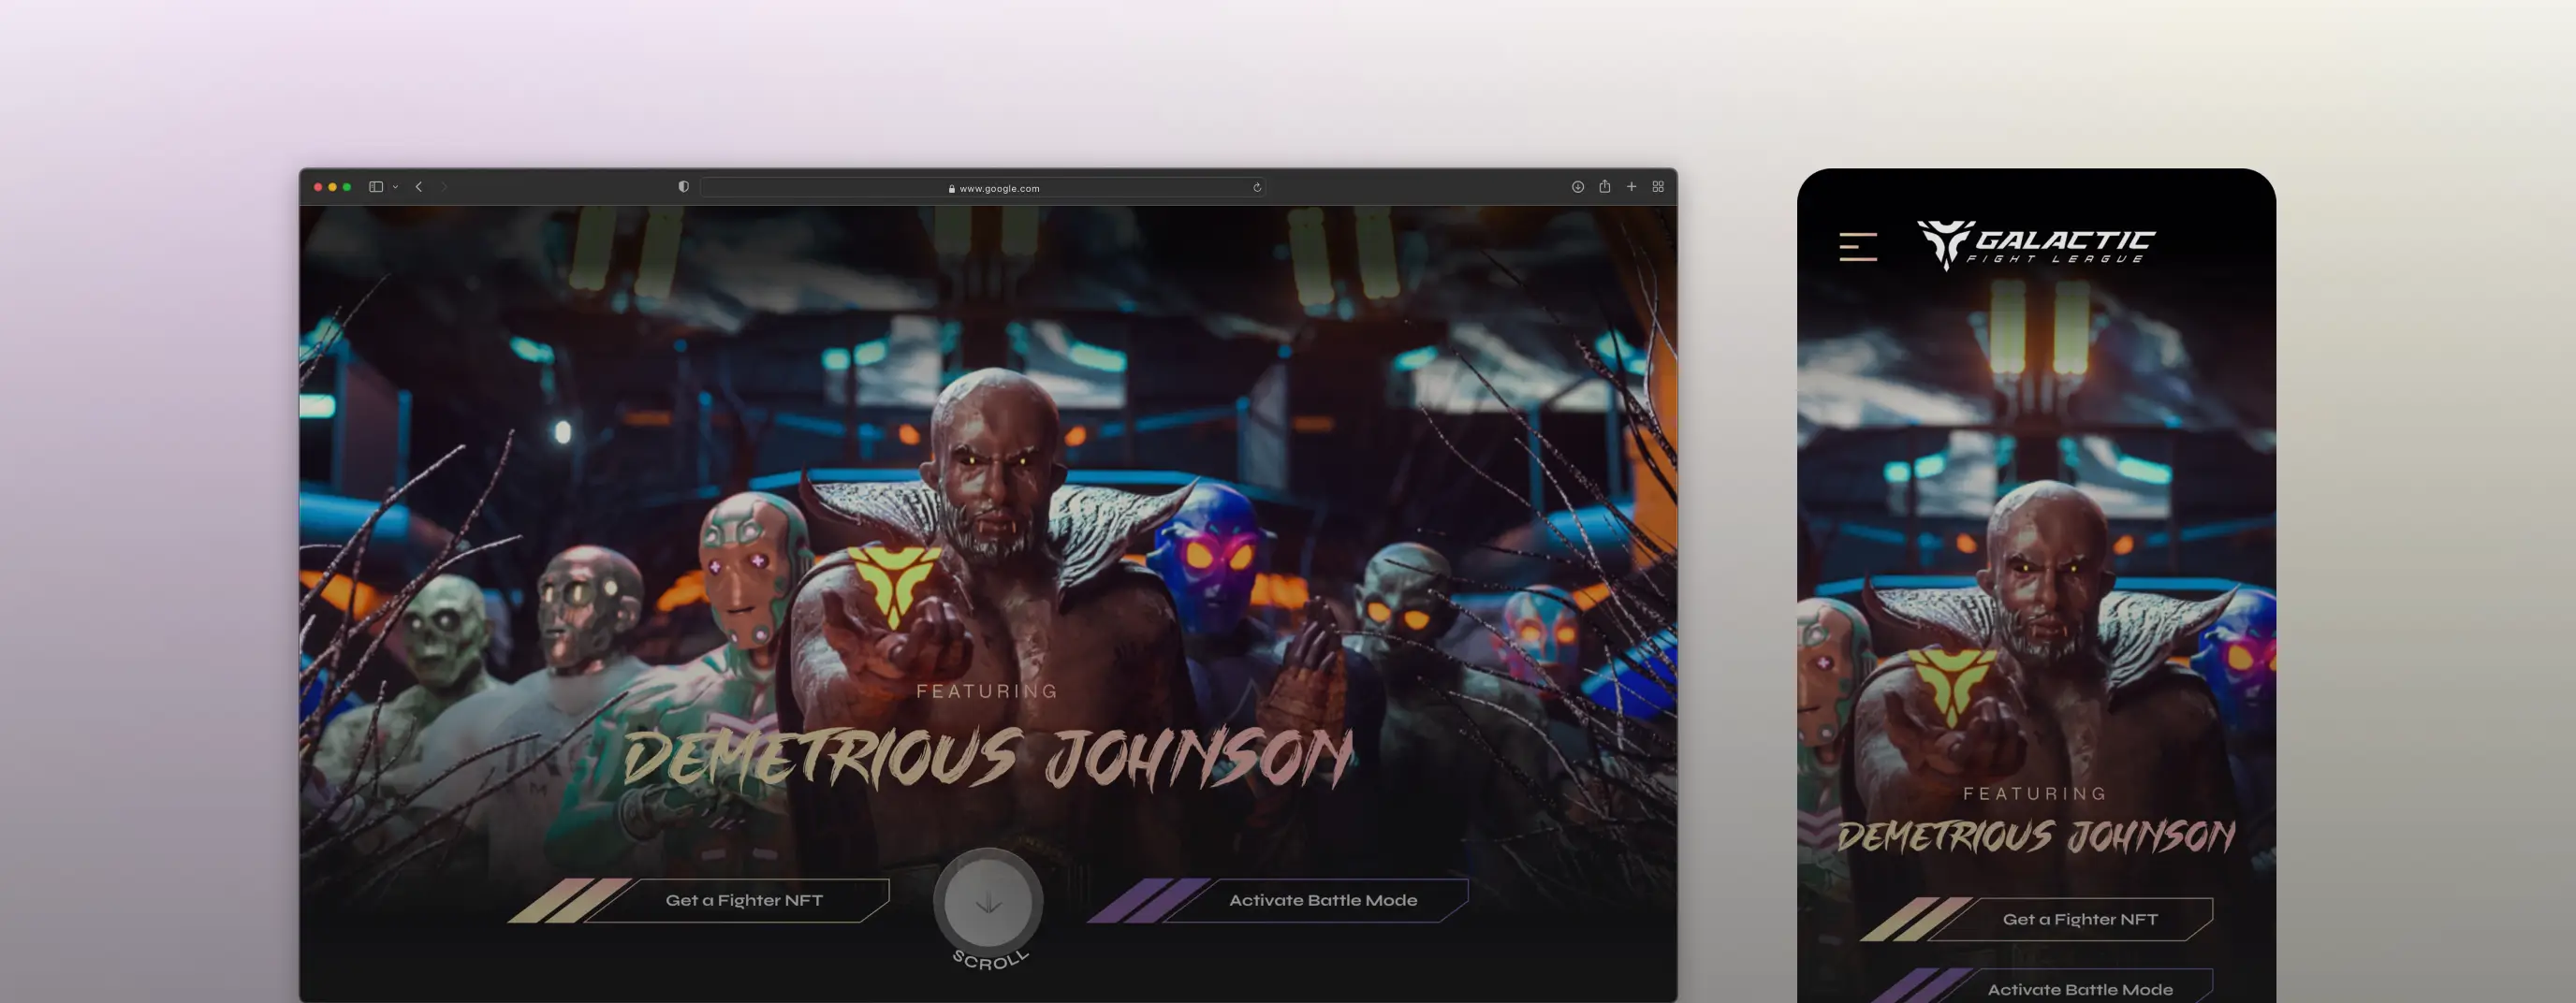 www.google.com
FEATURING
DEMETRIOUS JOHNSON
Get a Fighter NFT
Activate Battle Mode
SCROLL
GALACTIC
FIGHT LEAGUE
FEATURING
DEMETRIOUS JOHNSON
Get a Fighter NFT
Activate Battle Mode